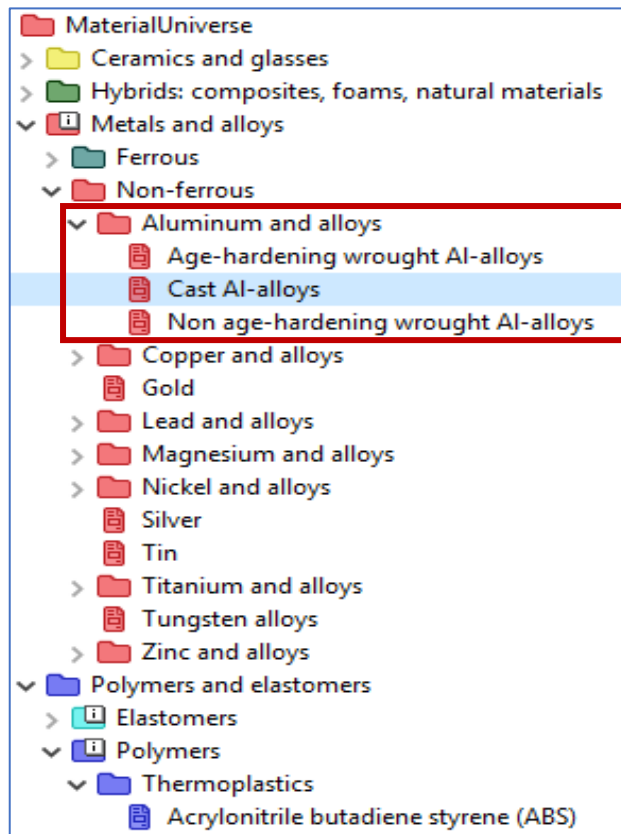 MaterialUniverse
Ceramics and glasses
Hybrids: composites, foams, natural materials
Metals and alloys
Ferrous
Non-ferrous
Aluminum and alloys
Age-hardening wrought Al-alloys
Cast Al-alloys
Non age-hardening wrought Al-alloys
Copper and alloys
Gold
Lead and alloys
Magnesium and alloys
Nickel and alloys
Silver
Tin
Titanium and alloys
Tungsten alloys
Zinc and alloys
Polymers and elastomers
Elastomers
Polymers
Thermoplastics
Acrylonitrile butadiene styrene (ABS)